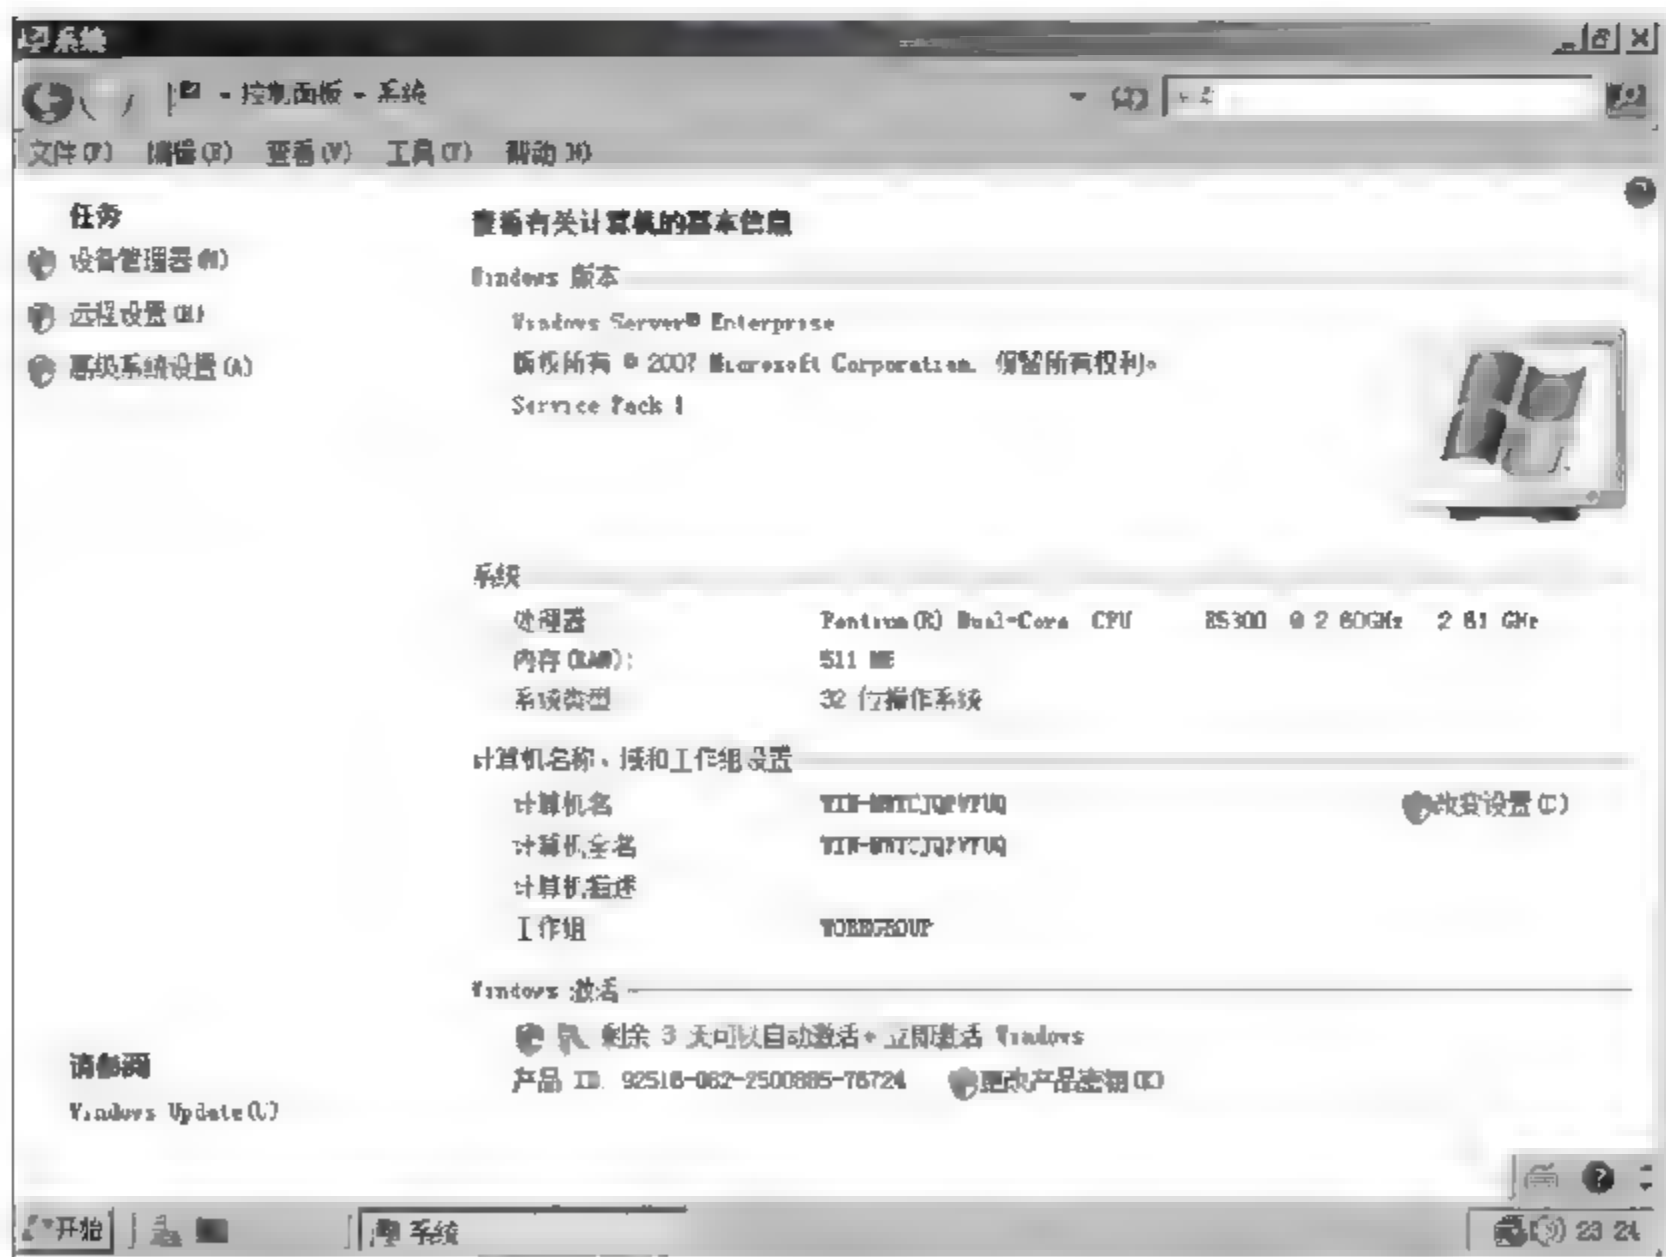 系统
控制面板 - 系统
文件(F) 编辑(E) 查看(V) 工具(T) 帮助(H)
任务
设备管理器(M)
远程设置(R)
高级系统设置(A)
查看有关计算机的基本信息
Windows 版本
Windows Server® Enterprise
版权所有 © 2007 Microsoft Corporation. 保留所有权利。
Service Pack 1
系统
处理器 Pentium(R) Dual-Core CPU E5300 @ 2.60GHz 2.61 GHz
内存(RAM): 511 MB
系统类型 32 位操作系统
计算机名称、域和工作组设置
计算机名 改变设置(C)
计算机全名
计算机描述
工作组 WORKGROUP
Windows 激活
剩余 3 天可以自动激活。立即激活 Windows
产品 ID: 92516-082-2500885-76724 更改产品密钥(K)
请参阅
Windows Update(U)
开始 系统 23:24